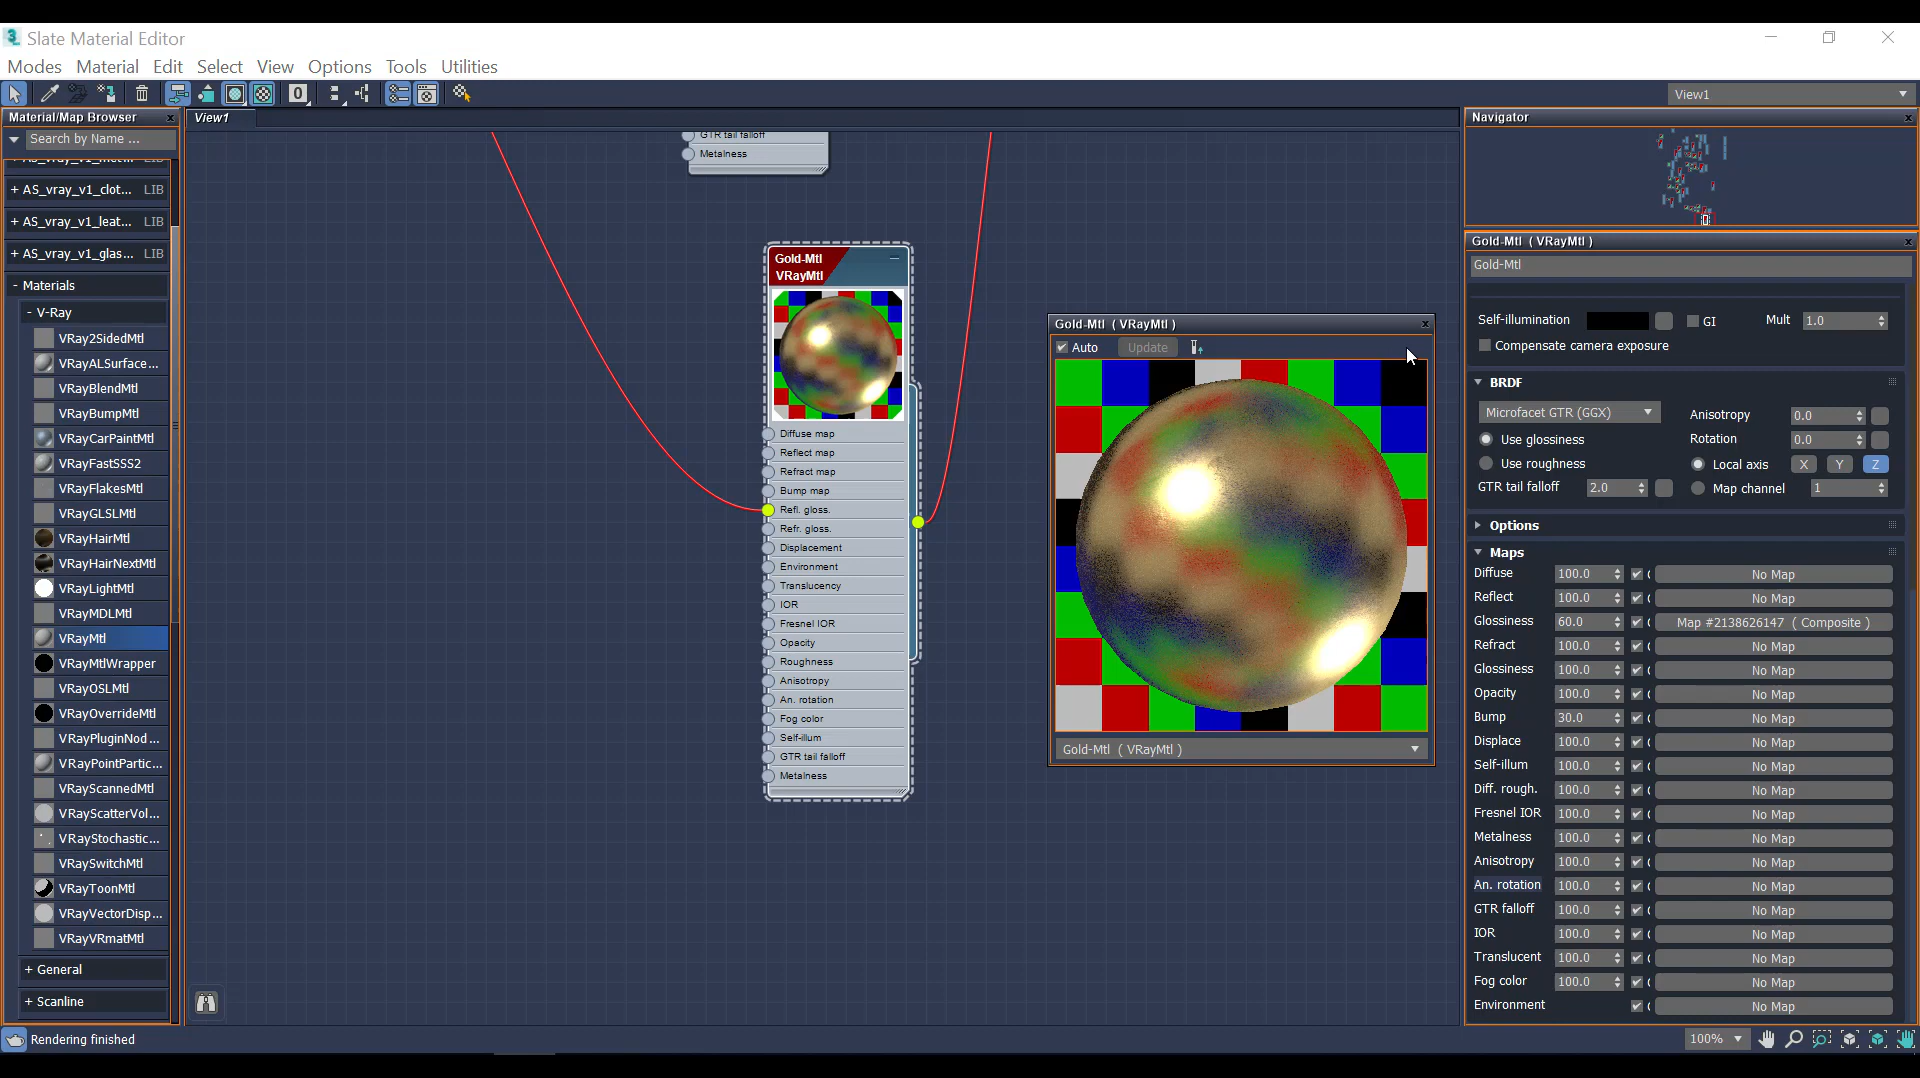 Slate Material Editor
Modes Material Edit Select View Options Tools Utilities
0
View1
Material/Map Browser
View1
Navigator
Search by Name ...
+ AS_vray_v1_clot... LIB
+ AS_vray_v1_leat... LIB
+ AS_vray_v1_glas... LIB
- Materials
- V-Ray
VRay2SidedMtl
VRayALSurface...
VRayBlendMtl
VRayBumpMtl
VRayCarPaintMtl
VRayFastSSS2
VRayFlakesMtl
VRayGLSLMtl
VRayHairMtl
VRayHairNextMtl
VRayLightMtl
VRayMDLMtl
VRayMtl
VRayMtlWrapper
VRayOSLMtl
VRayOverrideMtl
VRayPluginNod...
VRayPointPartic...
VRayScannedMtl
VRayScatterVol...
VRayStochastic...
VRaySwitchMtl
VRayToonMtl
VRayVectorDisp...
VRayVRmatMtl
+ General
+ Scanline
Rendering finished
GTR tail falloff
Metalness
Gold-Mtl
VRayMtl
Diffuse map
Reflect map
Refract map
Bump map
Refl. gloss.
Refr. gloss.
Displacement
Environment
Translucency
IOR
Fresnel IOR
Opacity
Roughness
Anisotropy
An. rotation
Fog color
Self-illum
GTR tail falloff
Metalness
Gold-Mtl ( VRayMtl )
Auto Update
Gold-Mtl ( VRayMtl )
Gold-Mtl ( VRayMtl )
Gold-Mtl
Self-illumination GI Mult 1.0
Compensate camera exposure
BRDF
Microfacet GTR (GGX) Anisotropy 0.0
Use glossiness Rotation 0.0
Use roughness Local axis X Y Z
GTR tail falloff 2.0 Map channel 1
Options
Maps
Diffuse 100.0 No Map
Reflect 100.0 No Map
Glossiness 60.0 Map #2138626147 ( Composite )
Refract 100.0 No Map
Glossiness 100.0 No Map
Opacity 100.0 No Map
Bump 30.0 No Map
Displace 100.0 No Map
Self-illum 100.0 No Map
Diff. rough. 100.0 No Map
Fresnel IOR 100.0 No Map
Metalness 100.0 No Map
Anisotropy 100.0 No Map
An. rotation 100.0 No Map
GTR falloff 100.0 No Map
IOR 100.0 No Map
Translucent 100.0 No Map
Fog color 100.0 No Map
Environment No Map
100%